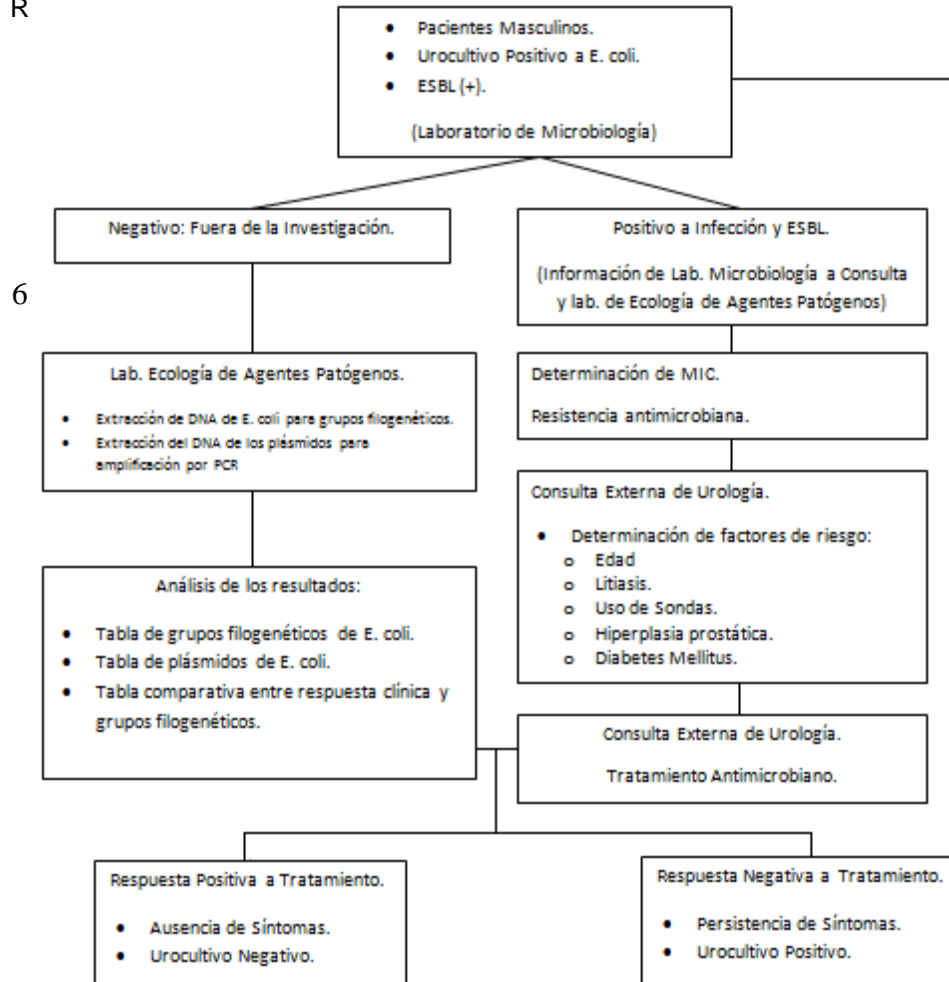 R
• Pacientes Masculinos.
• Urocultivo Positivo a E. coli.
• ESBL (+).
(Laboratorio de Microbiología)
Negativo: Fuera de la Investigación.
Positivo a Infección y ESBL.
(Información de Lab. Microbiología a Consulta
y lab. de Ecología de Agentes Patógenos)
6.
Lab. Ecología de Agentes Patógenos.
• Extracción de DNA de E. coli para grupos filogenéticos.
• Extracción del DNA de los plásmidos para
amplificación por PCR
Determinación de MIC.
Resistencia antimicrobiana.
Consulta Externa de Urología.
• Determinación de factores de riesgo:
o Edad
o Litiasis.
o Uso de Sondas.
o Hiperplasia prostática.
o Diabetes Mellitus.
Análisis de los resultados:
• Tabla de grupos filogenéticos de E. coli.
• Tabla de plásmidos de E. coli.
• Tabla comparativa entre respuesta clínica y
grupos filogenéticos.
Consulta Externa de Urología.
Tratamiento Antimicrobiano.
Respuesta Positiva a Tratamiento.
• Ausencia de Síntomas.
• Urocultivo Negativo.
Respuesta Negativa a Tratamiento.
• Persistencia de Síntomas.
• Urocultivo Positivo.